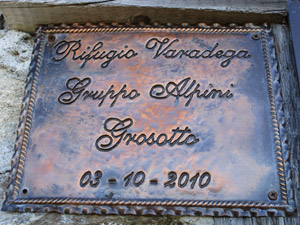 Rifugio Varadega
Gruppo Alpini
Grosotto
03 - 10 - 2010